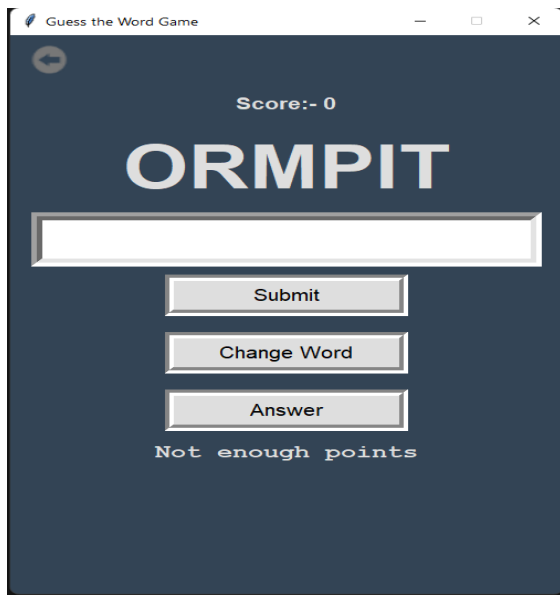 Guess the Word Game
Score:- 0
ORMPIT
Submit
Change Word
Answer
Not enough points